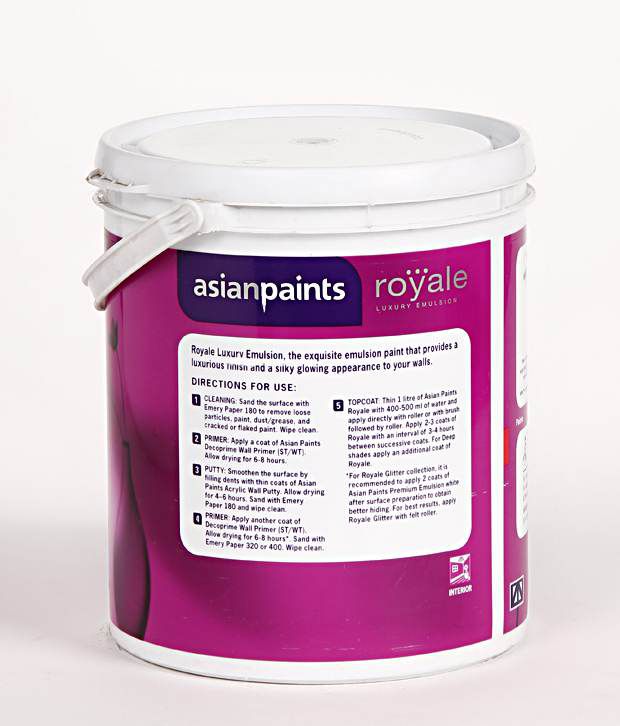 asianpaints
royale
LUXURY EMULSION
Royale Luxury Emulsion, the exquisite emulsion paint that provides a
luxurious finish and a silky glowing appearance to your walls.
DIRECTIONS FOR USE:
1 CLEANING: Sand the surface with
Emery Paper 180 to remove loose
particles, paint, dust/grease, and
cracked or flaked paint. Wipe clean.
2 PRIMER: Apply a coat of Asian Paints
Decoprime Wall Primer (ST/WT).
Allow drying for 6-8 hours.
3 PUTTY: Smoothen the surface by
filling dents with thin coats of Asian
Paints Acrylic Wall Putty. Allow drying
for 4-6 hours. Sand with Emery
Paper 180 and wipe clean.
4 PRIMER: Apply another coat of
Decoprime Wall Primer (ST/WT).
Allow drying for 6-8 hours*. Sand with
Emery Paper 320 or 400. Wipe clean.
5 TOPCOAT: Thin 1 litre of Asian Paints
Royale with 400-500 ml of water and
apply directly with roller or with brush
followed by roller. Apply 2-3 coats of
Royale with an interval of 3-4 hours
between successive coats. For Deep
shades apply an additional coat of
Royale.
*For Royale Glitter collection, it is
recommended to apply 2 coats of
Asian Paints Premium Emulsion white
after surface preparation to obtain
better hiding. For best results, apply
Royale Glitter with felt roller.
INTERIOR